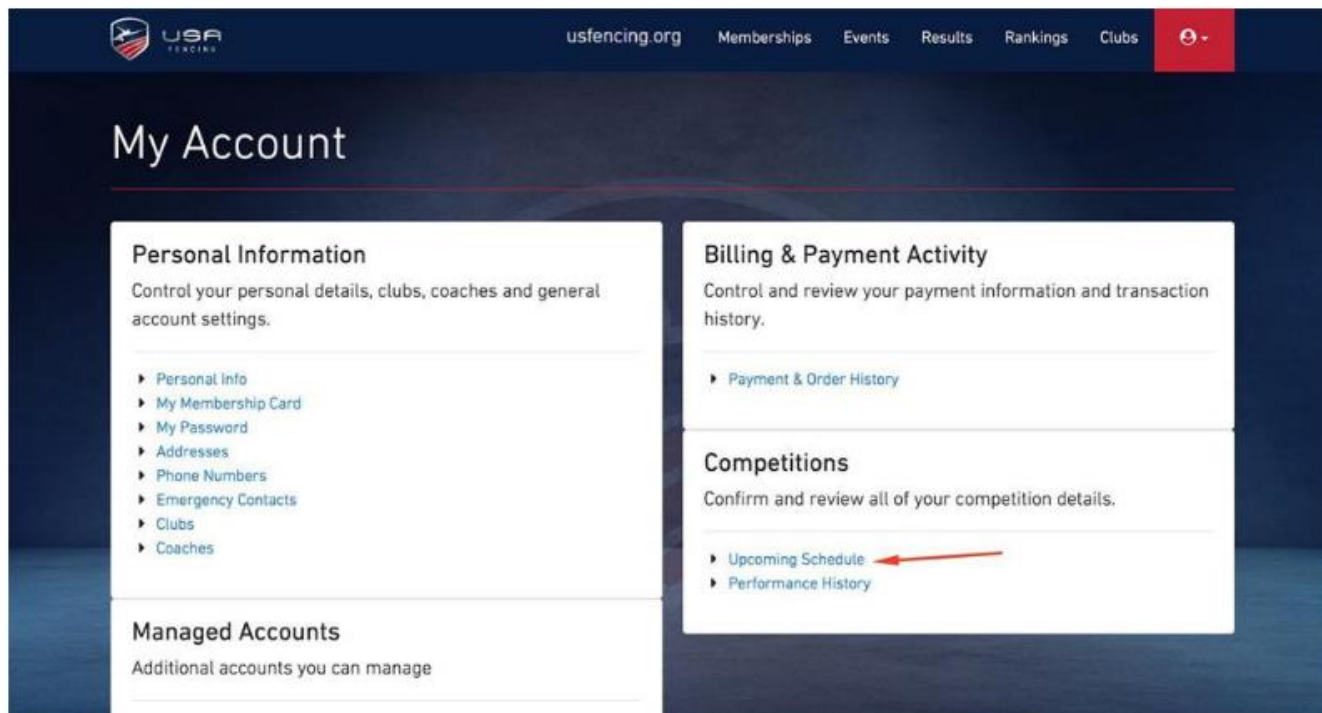 USA
FENCING
usfencing.org Memberships Events Results Rankings Clubs
My Account
Personal Information
Control your personal details, clubs, coaches and general
account settings.
Personal Info
My Membership Card
My Password
Addresses
Phone Numbers
Emergency Contacts
Clubs
Coaches
Managed Accounts
Additional accounts you can manage
Billing & Payment Activity
Control and review your payment information and transaction
history.
Payment & Order History
Competitions
Confirm and review all of your competition details.
Upcoming Schedule
Performance History